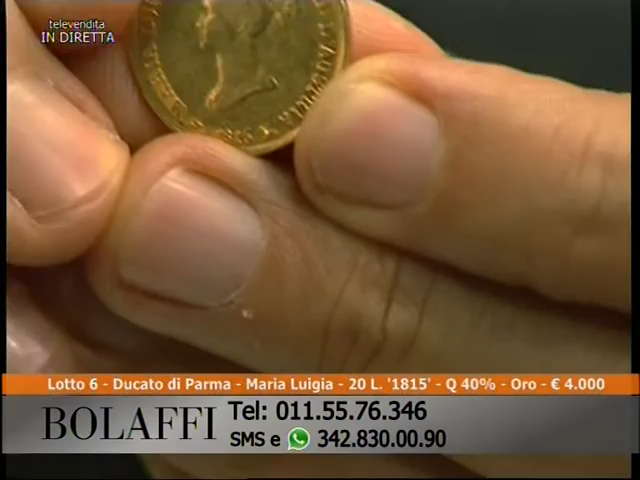 televendita
IN DIRETTA
Lotto 6 - Ducato di Parma - Maria Luigia - 20 L. '1815' - Q 40% - Oro - € 4.000
BOLAFFI
Tel: 011.55.76.346
SMS e 342.830.00.90